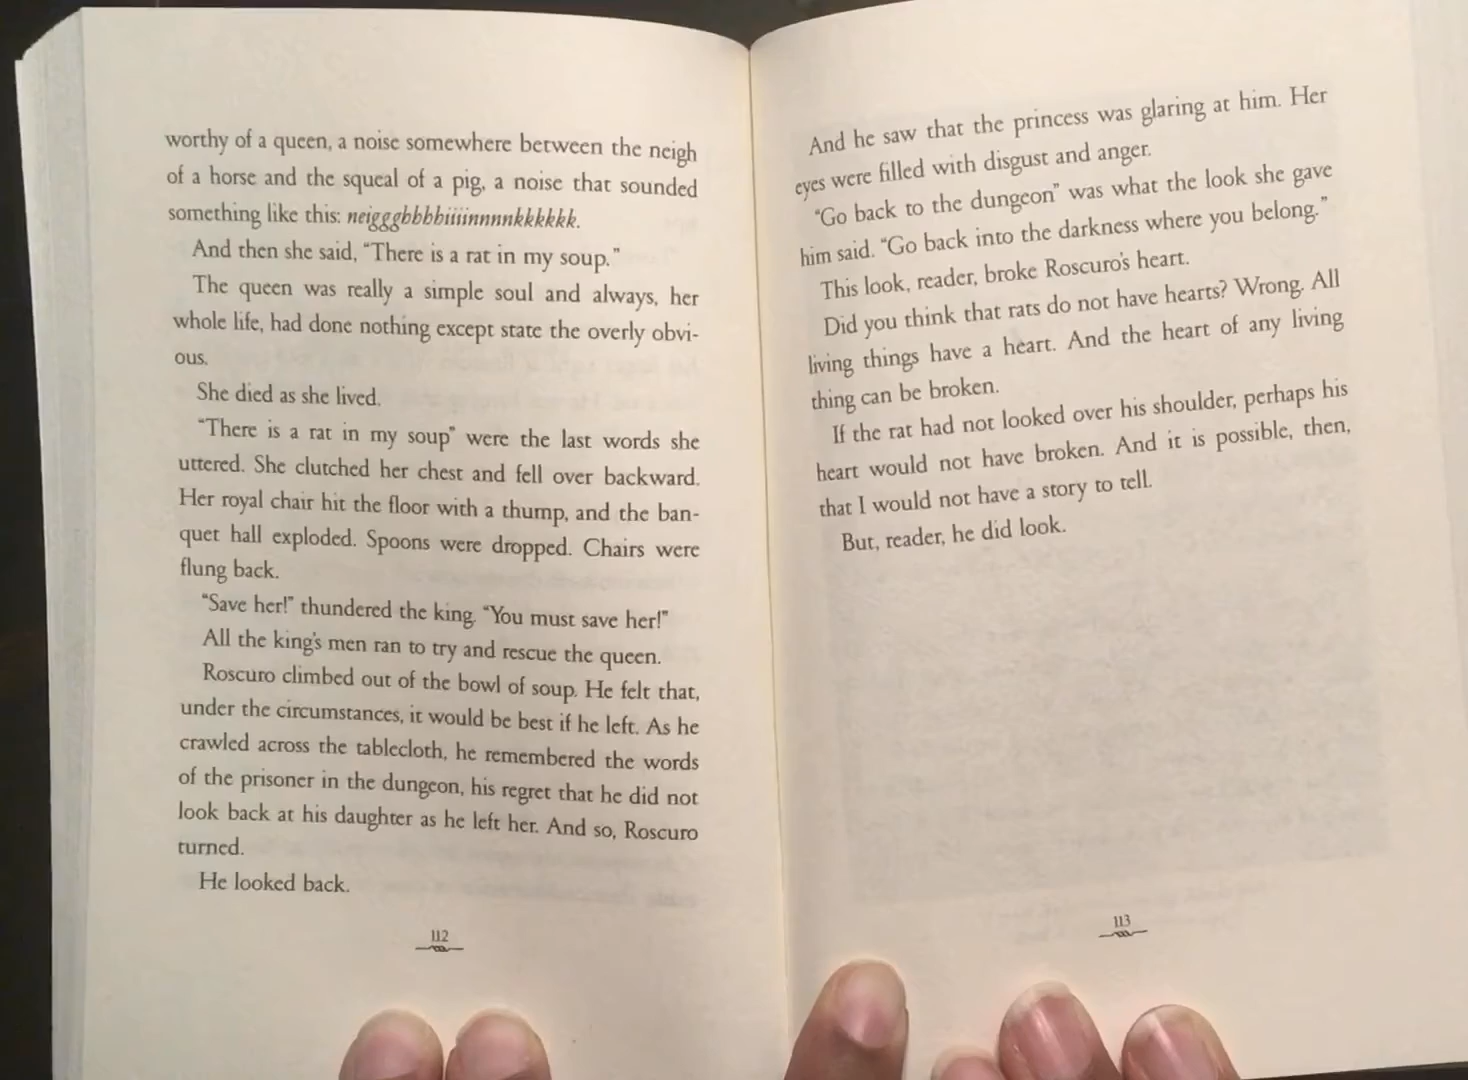 worthy of a queen, a noise somewhere between the neigh
of a horse and the squeal of a pig, a noise that sounded
something like this: neiggghhhhiiiinnnnkkkkkk.
And then she said, “There is a rat in my soup.”
The queen was really a simple soul and always, her
whole life, had done nothing except state the overly obvi-
ous.
She died as she lived.
“There is a rat in my soup” were the last words she
uttered. She clutched her chest and fell over backward.
Her royal chair hit the floor with a thump, and the ban-
quet hall exploded. Spoons were dropped. Chairs were
flung back.
“Save her!” thundered the king. “You must save her!”
All the king’s men ran to try and rescue the queen.
Roscuro climbed out of the bowl of soup. He felt that,
under the circumstances, it would be best if he left. As he
crawled across the tablecloth, he remembered the words
of the prisoner in the dungeon, his regret that he did not
look back at his daughter as he left her. And so, Roscuro
turned.
He looked back.
112
And he saw that the princess was glaring at him. Her
eyes were filled with disgust and anger.
“Go back to the dungeon” was what the look she gave
him said. “Go back into the darkness where you belong.”
This look, reader, broke Roscuro’s heart.
Did you think that rats do not have hearts? Wrong. All
living things have a heart. And the heart of any living
thing can be broken.
If the rat had not looked over his shoulder, perhaps his
heart would not have broken. And it is possible, then,
that I would not have a story to tell.
But, reader, he did look.
113